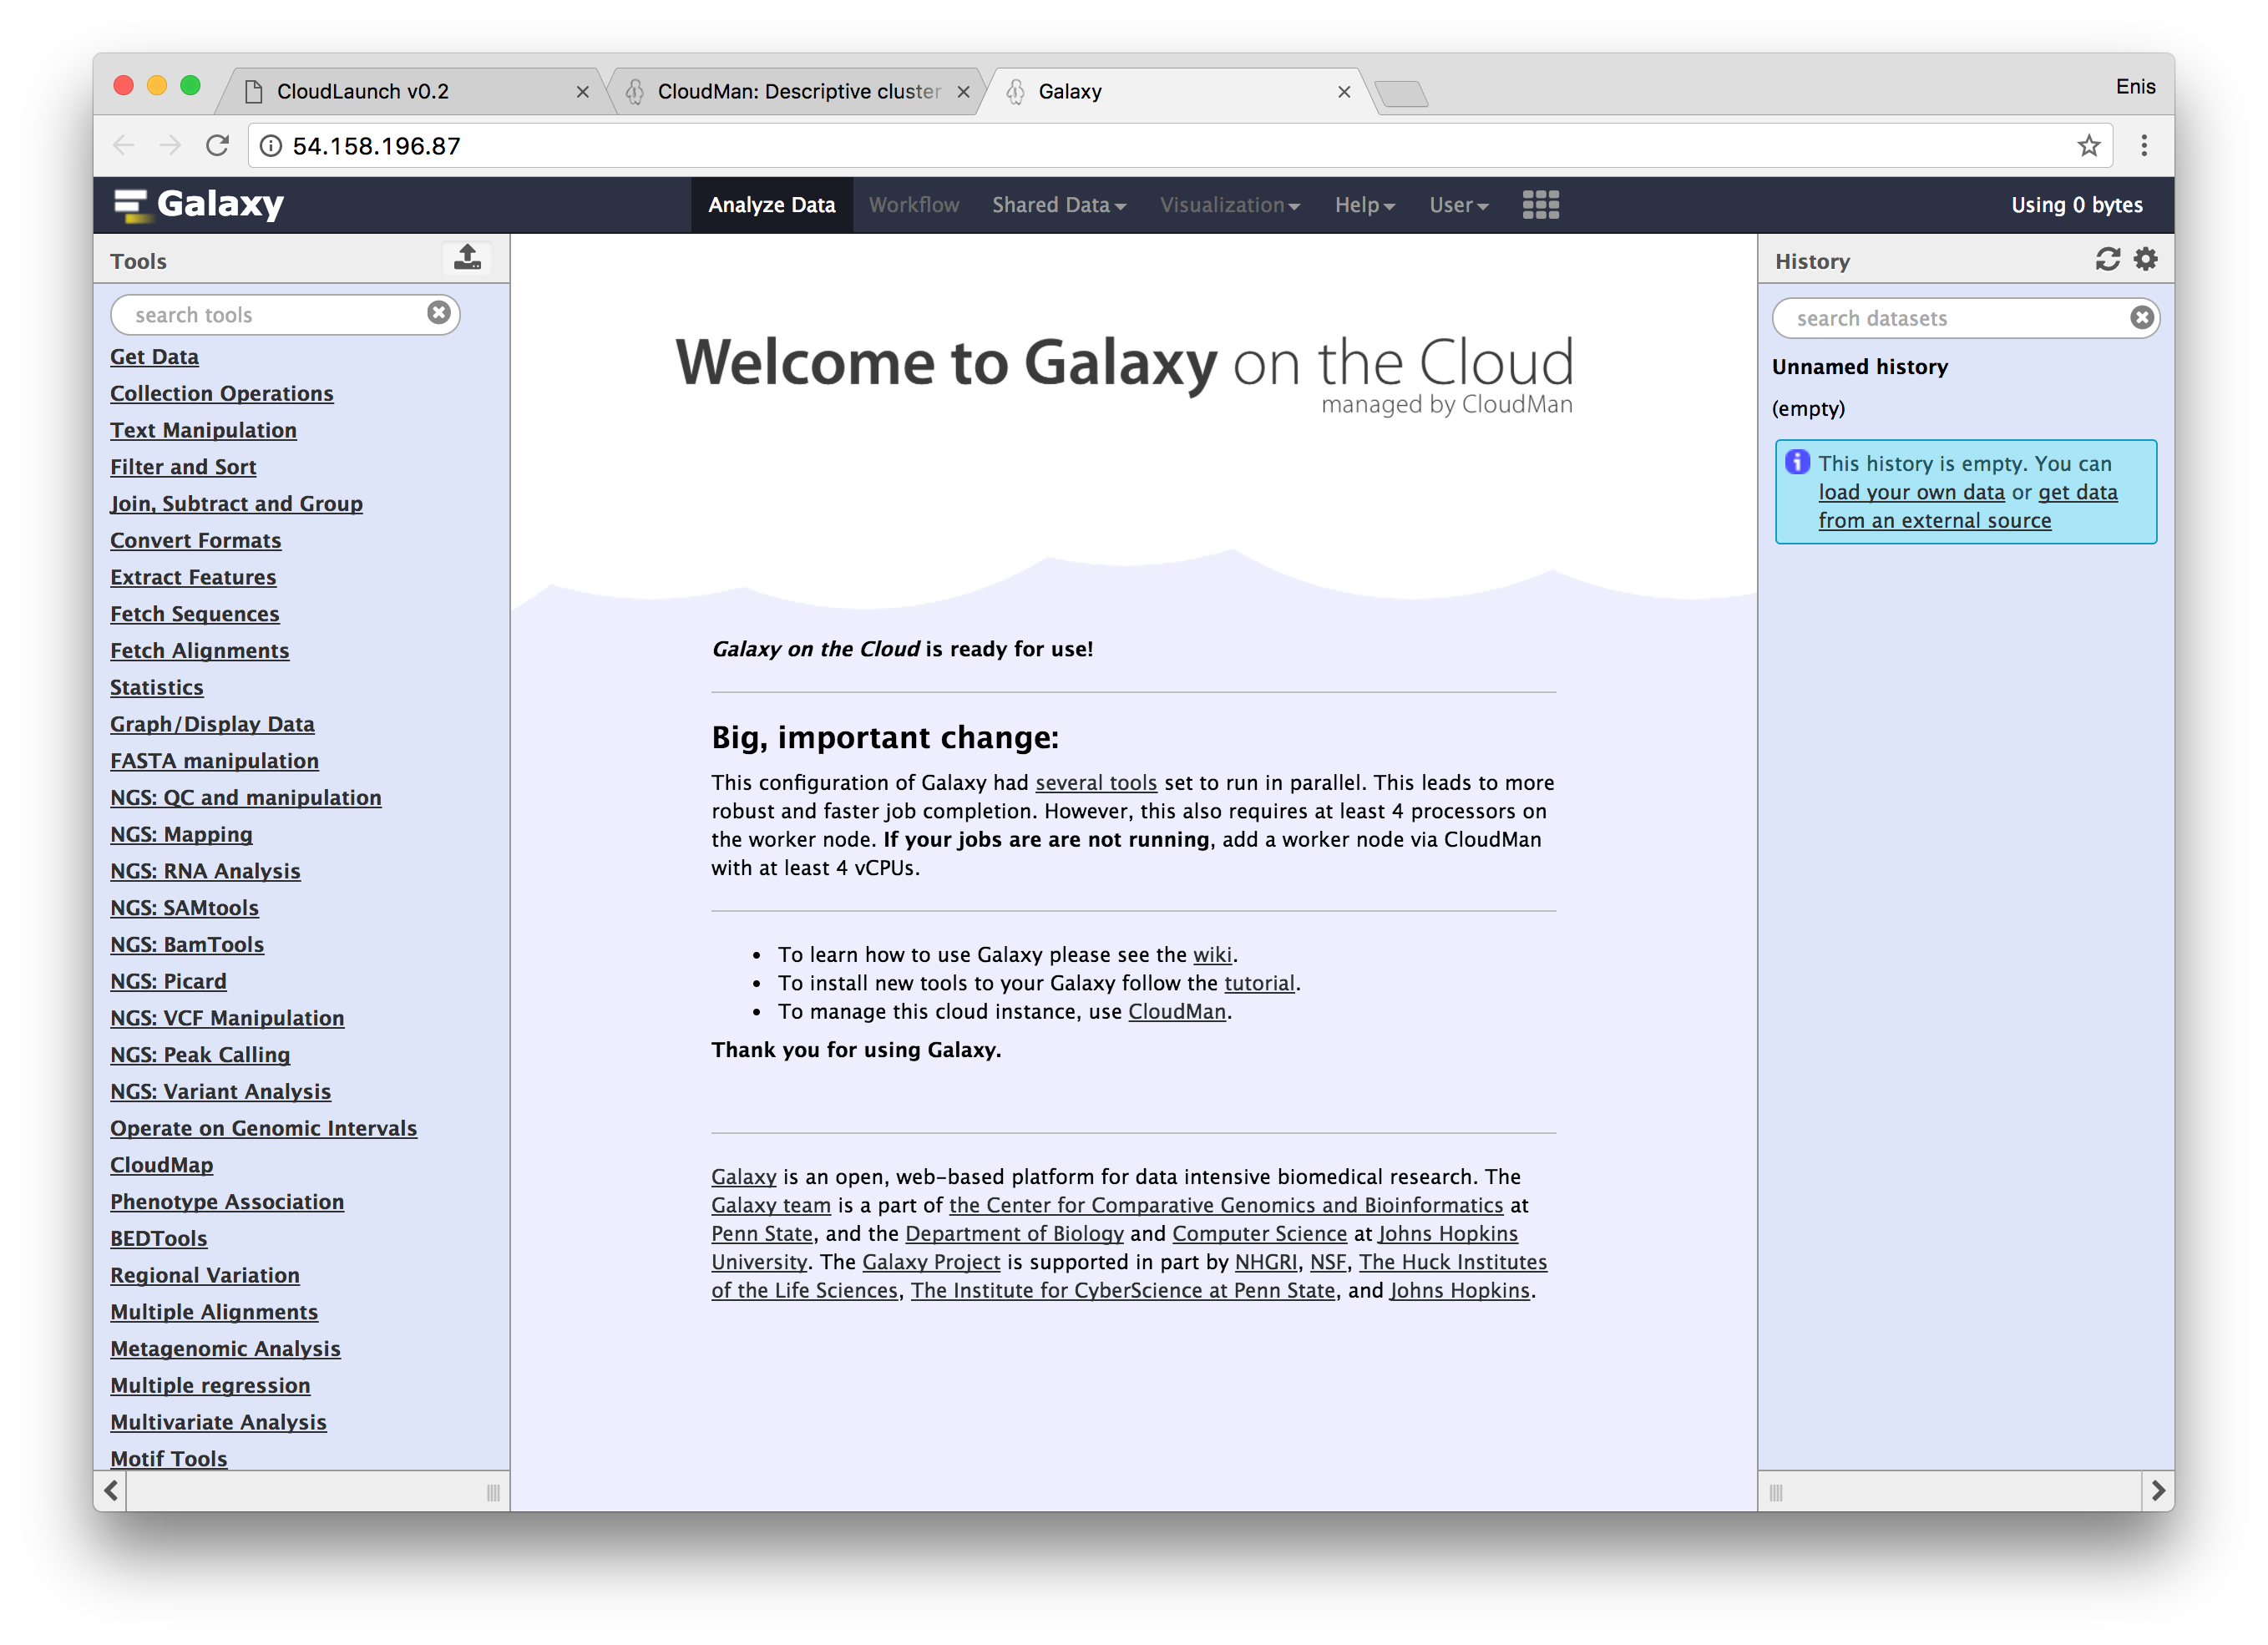 CloudLaunch v0.2
CloudMan: Descriptive cluster
Galaxy
Enis
54.158.196.87
Galaxy
Analyze Data
Workflow
Shared Data
Visualization
Help
User
Using 0 bytes
Tools
search tools
Get Data
Collection Operations
Text Manipulation
Filter and Sort
Join, Subtract and Group
Convert Formats
Extract Features
Fetch Sequences
Fetch Alignments
Statistics
Graph/Display Data
FASTA manipulation
NGS: QC and manipulation
NGS: Mapping
NGS: RNA Analysis
NGS: SAMtools
NGS: BamTools
NGS: Picard
NGS: VCF Manipulation
NGS: Peak Calling
NGS: Variant Analysis
Operate on Genomic Intervals
CloudMap
Phenotype Association
BEDTools
Regional Variation
Multiple Alignments
Metagenomic Analysis
Multiple regression
Multivariate Analysis
Motif Tools
Welcome to Galaxy on the Cloud
managed by CloudMan
Galaxy on the Cloud is ready for use!
Big, important change:
This configuration of Galaxy had several tools set to run in parallel. This leads to more
robust and faster job completion. However, this also requires at least 4 processors on
the worker node. If your jobs are are not running, add a worker node via CloudMan
with at least 4 vCPUs.
• To learn how to use Galaxy please see the wiki.
• To install new tools to your Galaxy follow the tutorial.
• To manage this cloud instance, use CloudMan.
Thank you for using Galaxy.
Galaxy is an open, web-based platform for data intensive biomedical research. The
Galaxy team is a part of the Center for Comparative Genomics and Bioinformatics at
Penn State, and the Department of Biology and Computer Science at Johns Hopkins
University. The Galaxy Project is supported in part by NHGRI, NSF, The Huck Institutes
of the Life Sciences, The Institute for CyberScience at Penn State, and Johns Hopkins.
History
search datasets
Unnamed history
(empty)
This history is empty. You can
load your own data or get data
from an external source